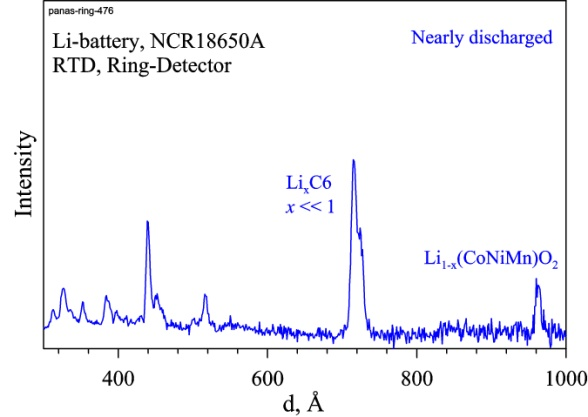 panas-ring-476
Li-battery, NCR18650A
RTD, Ring-Detector
Nearly discharged
LixC6
x << 1
Li1-x(CoNiMn)O2
Intensity
400 600 800 1000
d, Å